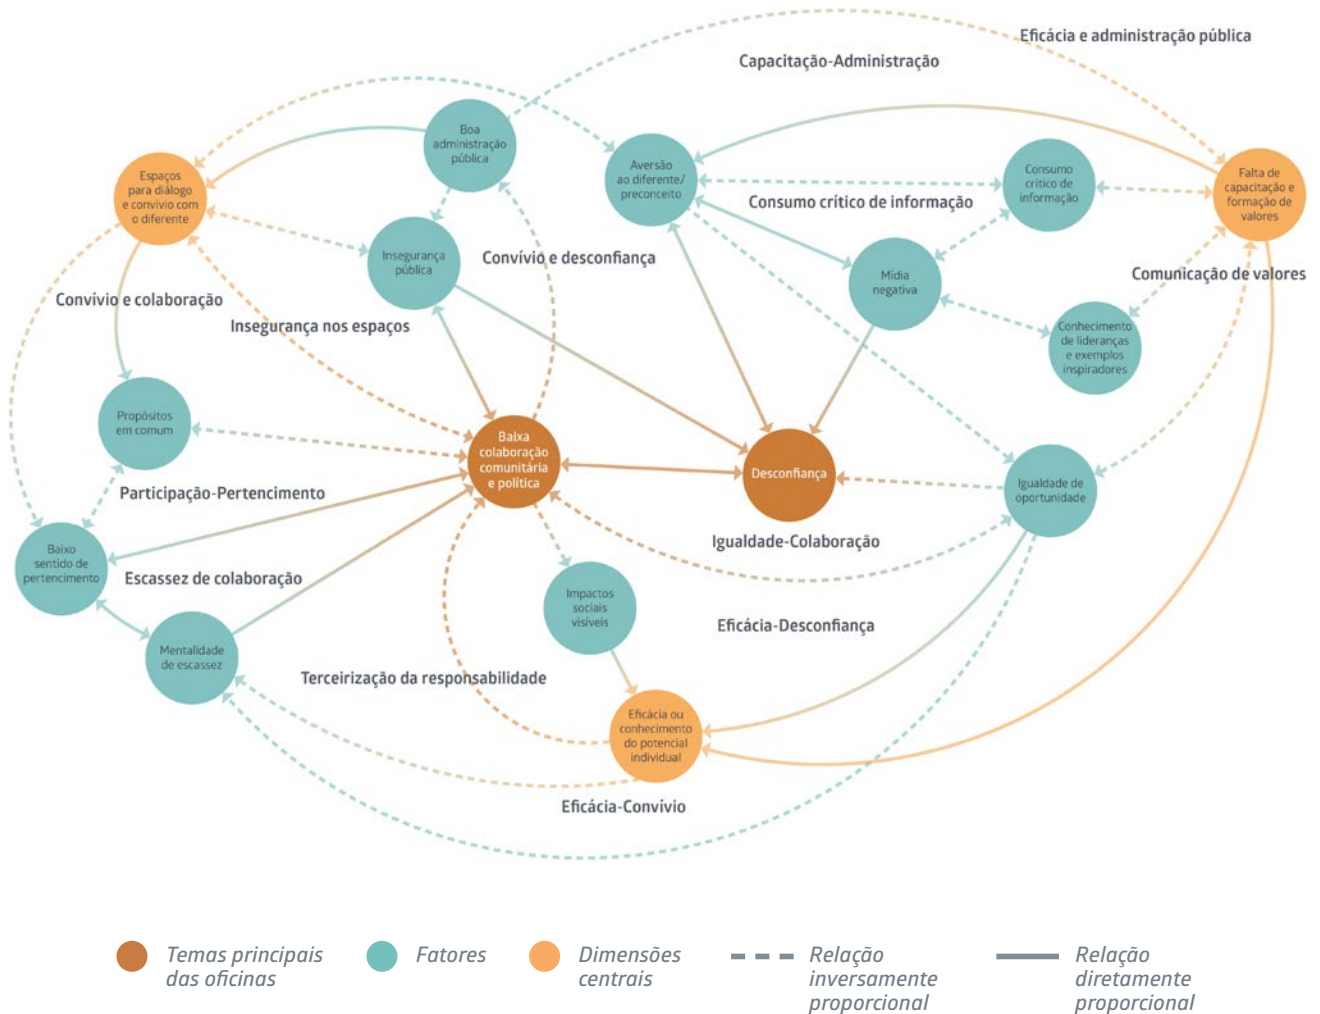 Eficácia e administração pública
Capacitação-Administração
Boa
administração
pública
Aversão
ao diferente/
preconceito
Consumo
crítico de
informação
Espaços
para diálogo
e convívio com
o diferente
Falta de
capacitação e
formação de
valores
Consumo crítico de informação
Insegurança
pública
Convívio e desconfiança
Mídia
negativa
Comunicação de valores
Convívio e colaboração
Insegurança nos espaços
Conhecimento
de lideranças
e exemplos
inspiradores
Propósitos
em comum
Baixa
colaboração
comunitária
e política
Desconfiança
Igualdade de
oportunidade
Participação-Pertencimento
Igualdade-Colaboração
Baixo
sentido de
pertencimento
Escassez de colaboração
Impactos
sociais
visíveis
Eficácia-Desconfiança
Mentalidade
de escassez
Terceirização da responsabilidade
Eficácia ou
conhecimento
do potencial
individual
Eficácia-Convívio
Temas principais
das oficinas
Fatores
Dimensões
centrais
Relação
inversamente
proporcional
Relação
diretamente
proporcional